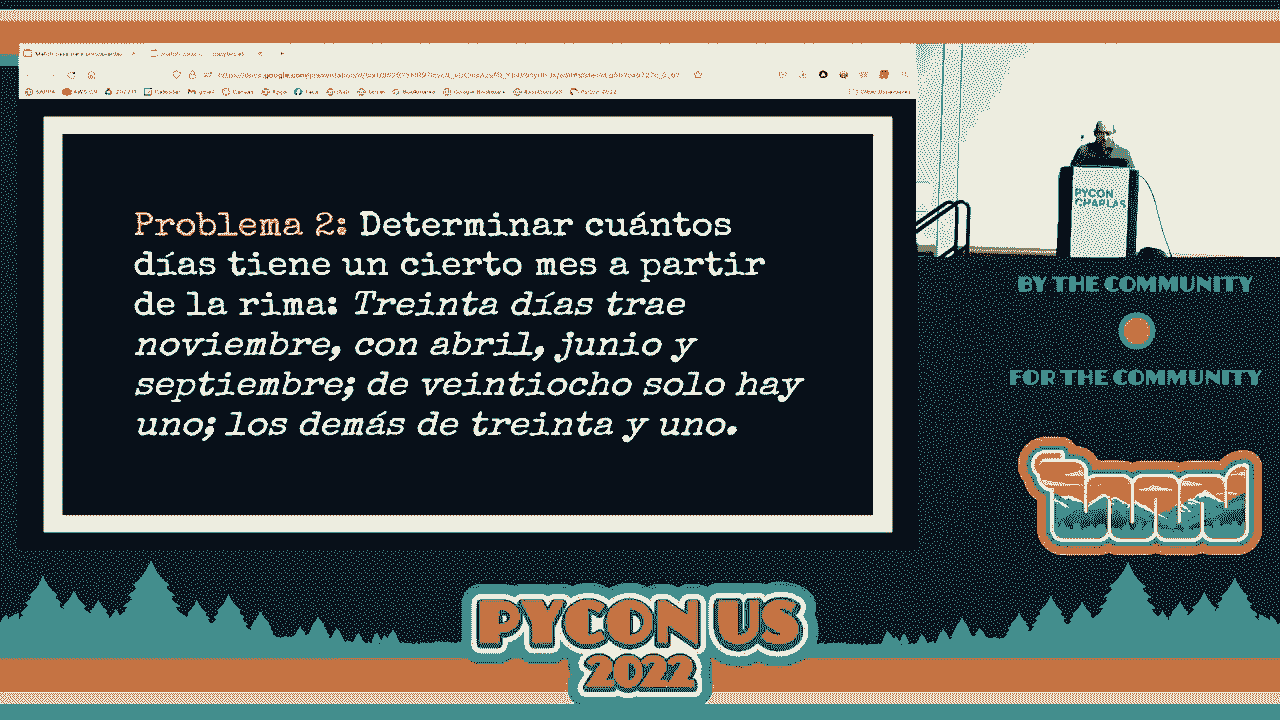 Problema 2: Determinar cuántos
días tiene un cierto mes a partir
de la rima: Treinta días trae
noviembre, con abril, junio y
septiembre; de veintiocho solo hay
uno; los demás de treinta y uno.
PYCON
CHARLAS
BY THE COMMUNITY
FOR THE COMMUNITY
PYCON US
2022